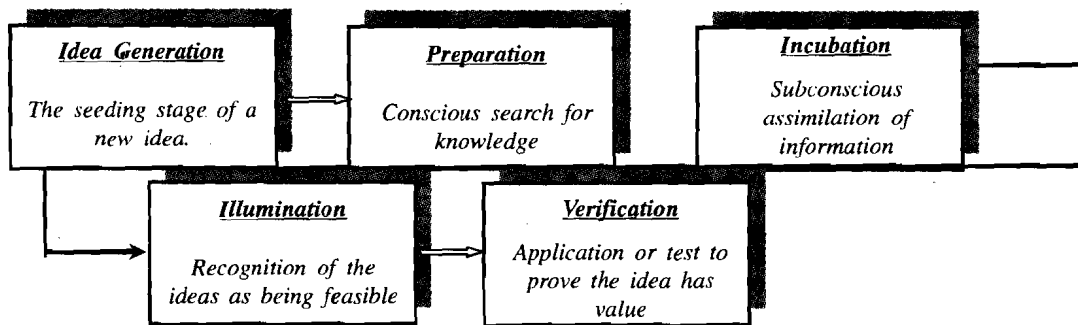 Idea Generation
The seeding stage of a
new idea.
Preparation
Conscious search for
knowledge
Incubation
Subconscious
assimilation of
information
Illumination
Recognition of the
ideas as being feasible
Verification
Application or test to
prove the idea has
value